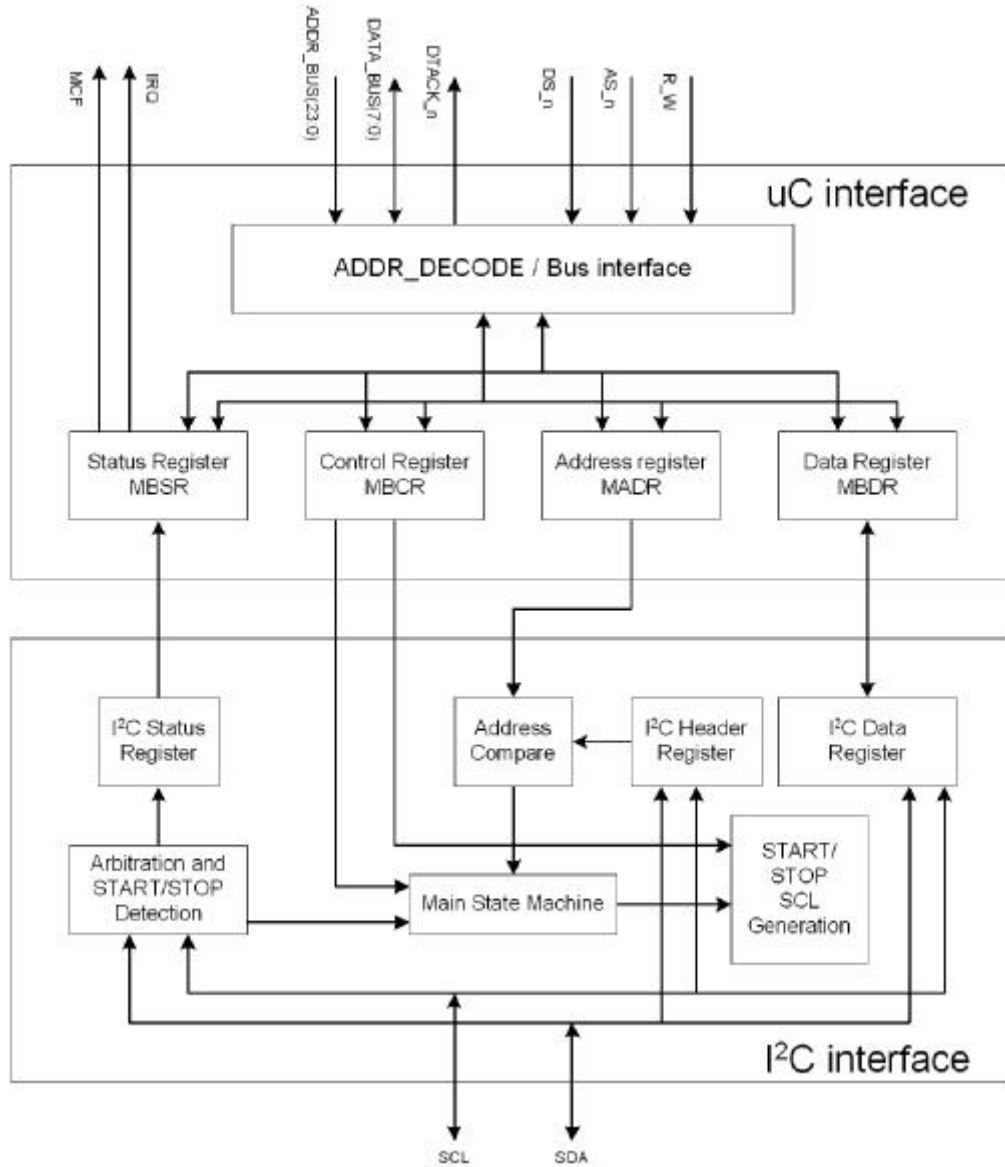 MCF
IRQ
ADDR_BUS(23:0)
DATA_BUS(7:0)
DTACK_n
DS_n
AS_n
R_W
uC interface
ADDR_DECODE / Bus interface
Status Register
MBSR
Control Register
MBCR
Address register
MADR
Data Register
MBDR
I²C Status
Register
Address
Compare
I²C Header
Register
I²C Data
Register
Arbitration and
START/STOP
Detection
Main State Machine
START/
STOP
SCL
Generation
I²C interface
SCL
SDA